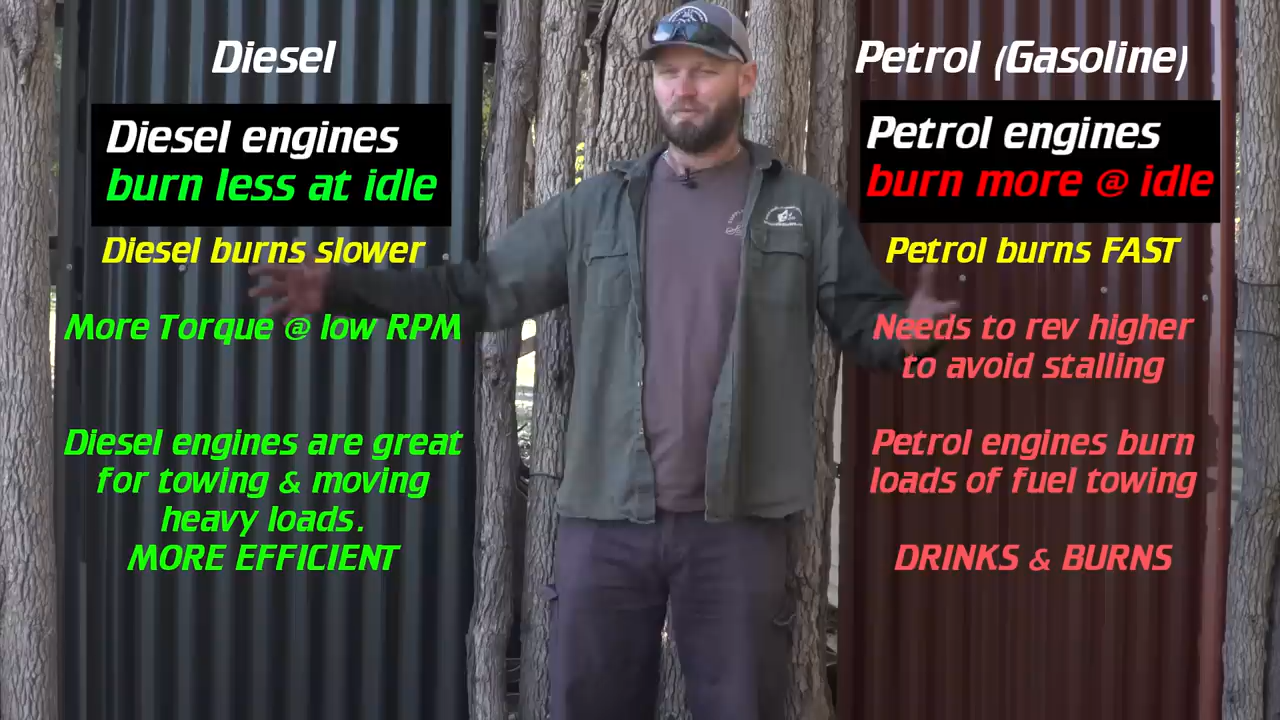 Diesel
Diesel engines
burn less at idle
Diesel burns slower
More Torque @ low RPM
Diesel engines are great
for towing & moving
heavy loads.
MORE EFFICIENT
Petrol (Gasoline)
Petrol engines
burn more @ idle
Petrol burns FAST
Needs to rev higher
to avoid stalling
Petrol engines burn
loads of fuel towing
DRINKS & BURNS